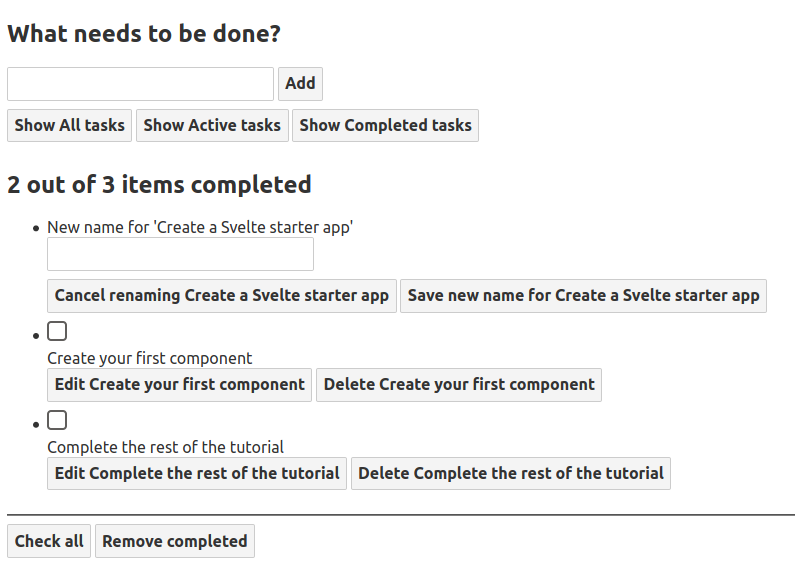 What needs to be done?
Add
Show All tasks Show Active tasks Show Completed tasks
2 out of 3 items completed
New name for 'Create a Svelte starter app'
Cancel renaming Create a Svelte starter app Save new name for Create a Svelte starter app
Create your first component
Edit Create your first component Delete Create your first component
Complete the rest of the tutorial
Edit Complete the rest of the tutorial Delete Complete the rest of the tutorial
Check all Remove completed